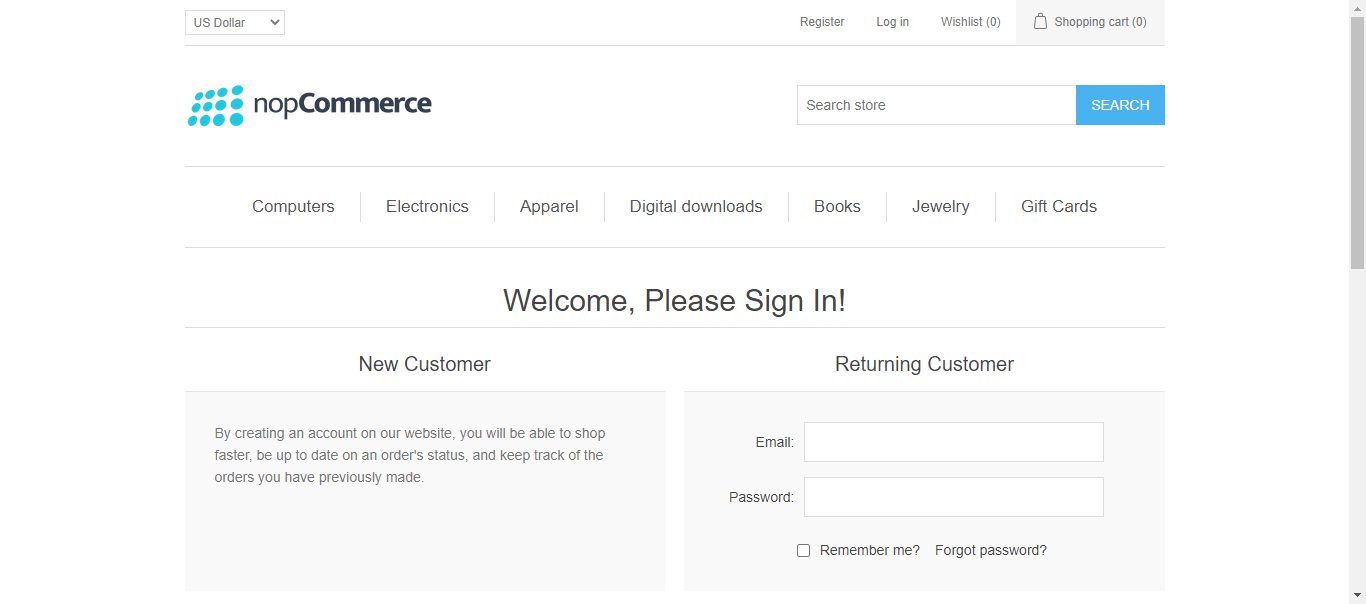 US Dollar
Register
Log in
Wishlist (0)
Shopping cart (0)
nopCommerce
Search store
SEARCH
Computers
Electronics
Apparel
Digital downloads
Books
Jewelry
Gift Cards
Welcome, Please Sign In!
New Customer
By creating an account on our website, you will be able to shop
faster, be up to date on an order's status, and keep track of the
orders you have previously made.
Returning Customer
Email:
Password:
Remember me?
Forgot password?